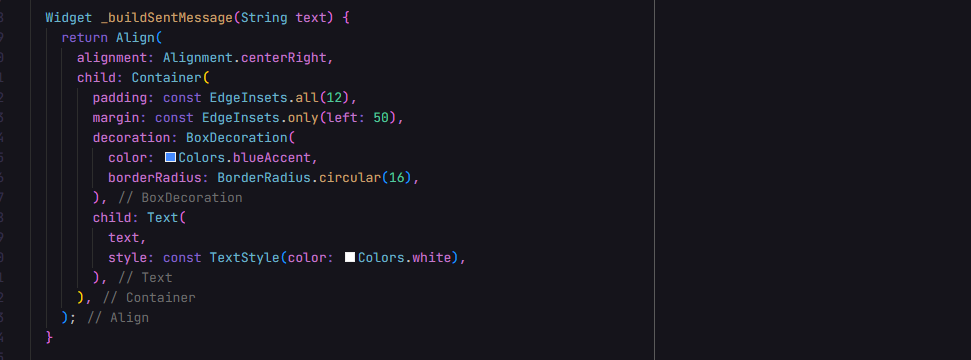 Widget _buildSentMessage(String text) {
return Align(
alignment: Alignment.centerRight,
child: Container(
padding: const EdgeInsets.all(12),
margin: const EdgeInsets.only(left: 50),
decoration: BoxDecoration(
color: Colors.blueAccent,
borderRadius: BorderRadius.circular(16),
), // BoxDecoration
child: Text(
text,
style: const TextStyle(color: Colors.white),
), // Text
), // Container
); // Align
}